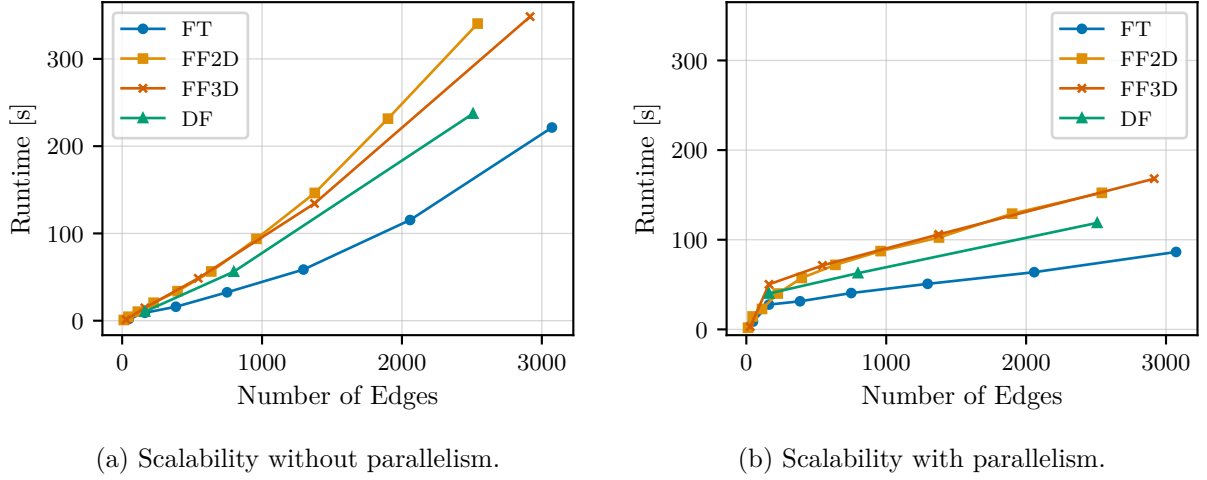 FT
FF2D
FF3D
DF
Runtime [s]
300
200
100
0
0
1000
2000
3000
Number of Edges
(a) Scalability without parallelism.
FT
FF2D
FF3D
DF
Runtime [s]
300
200
100
0
0
1000
2000
3000
Number of Edges
(b) Scalability with parallelism.